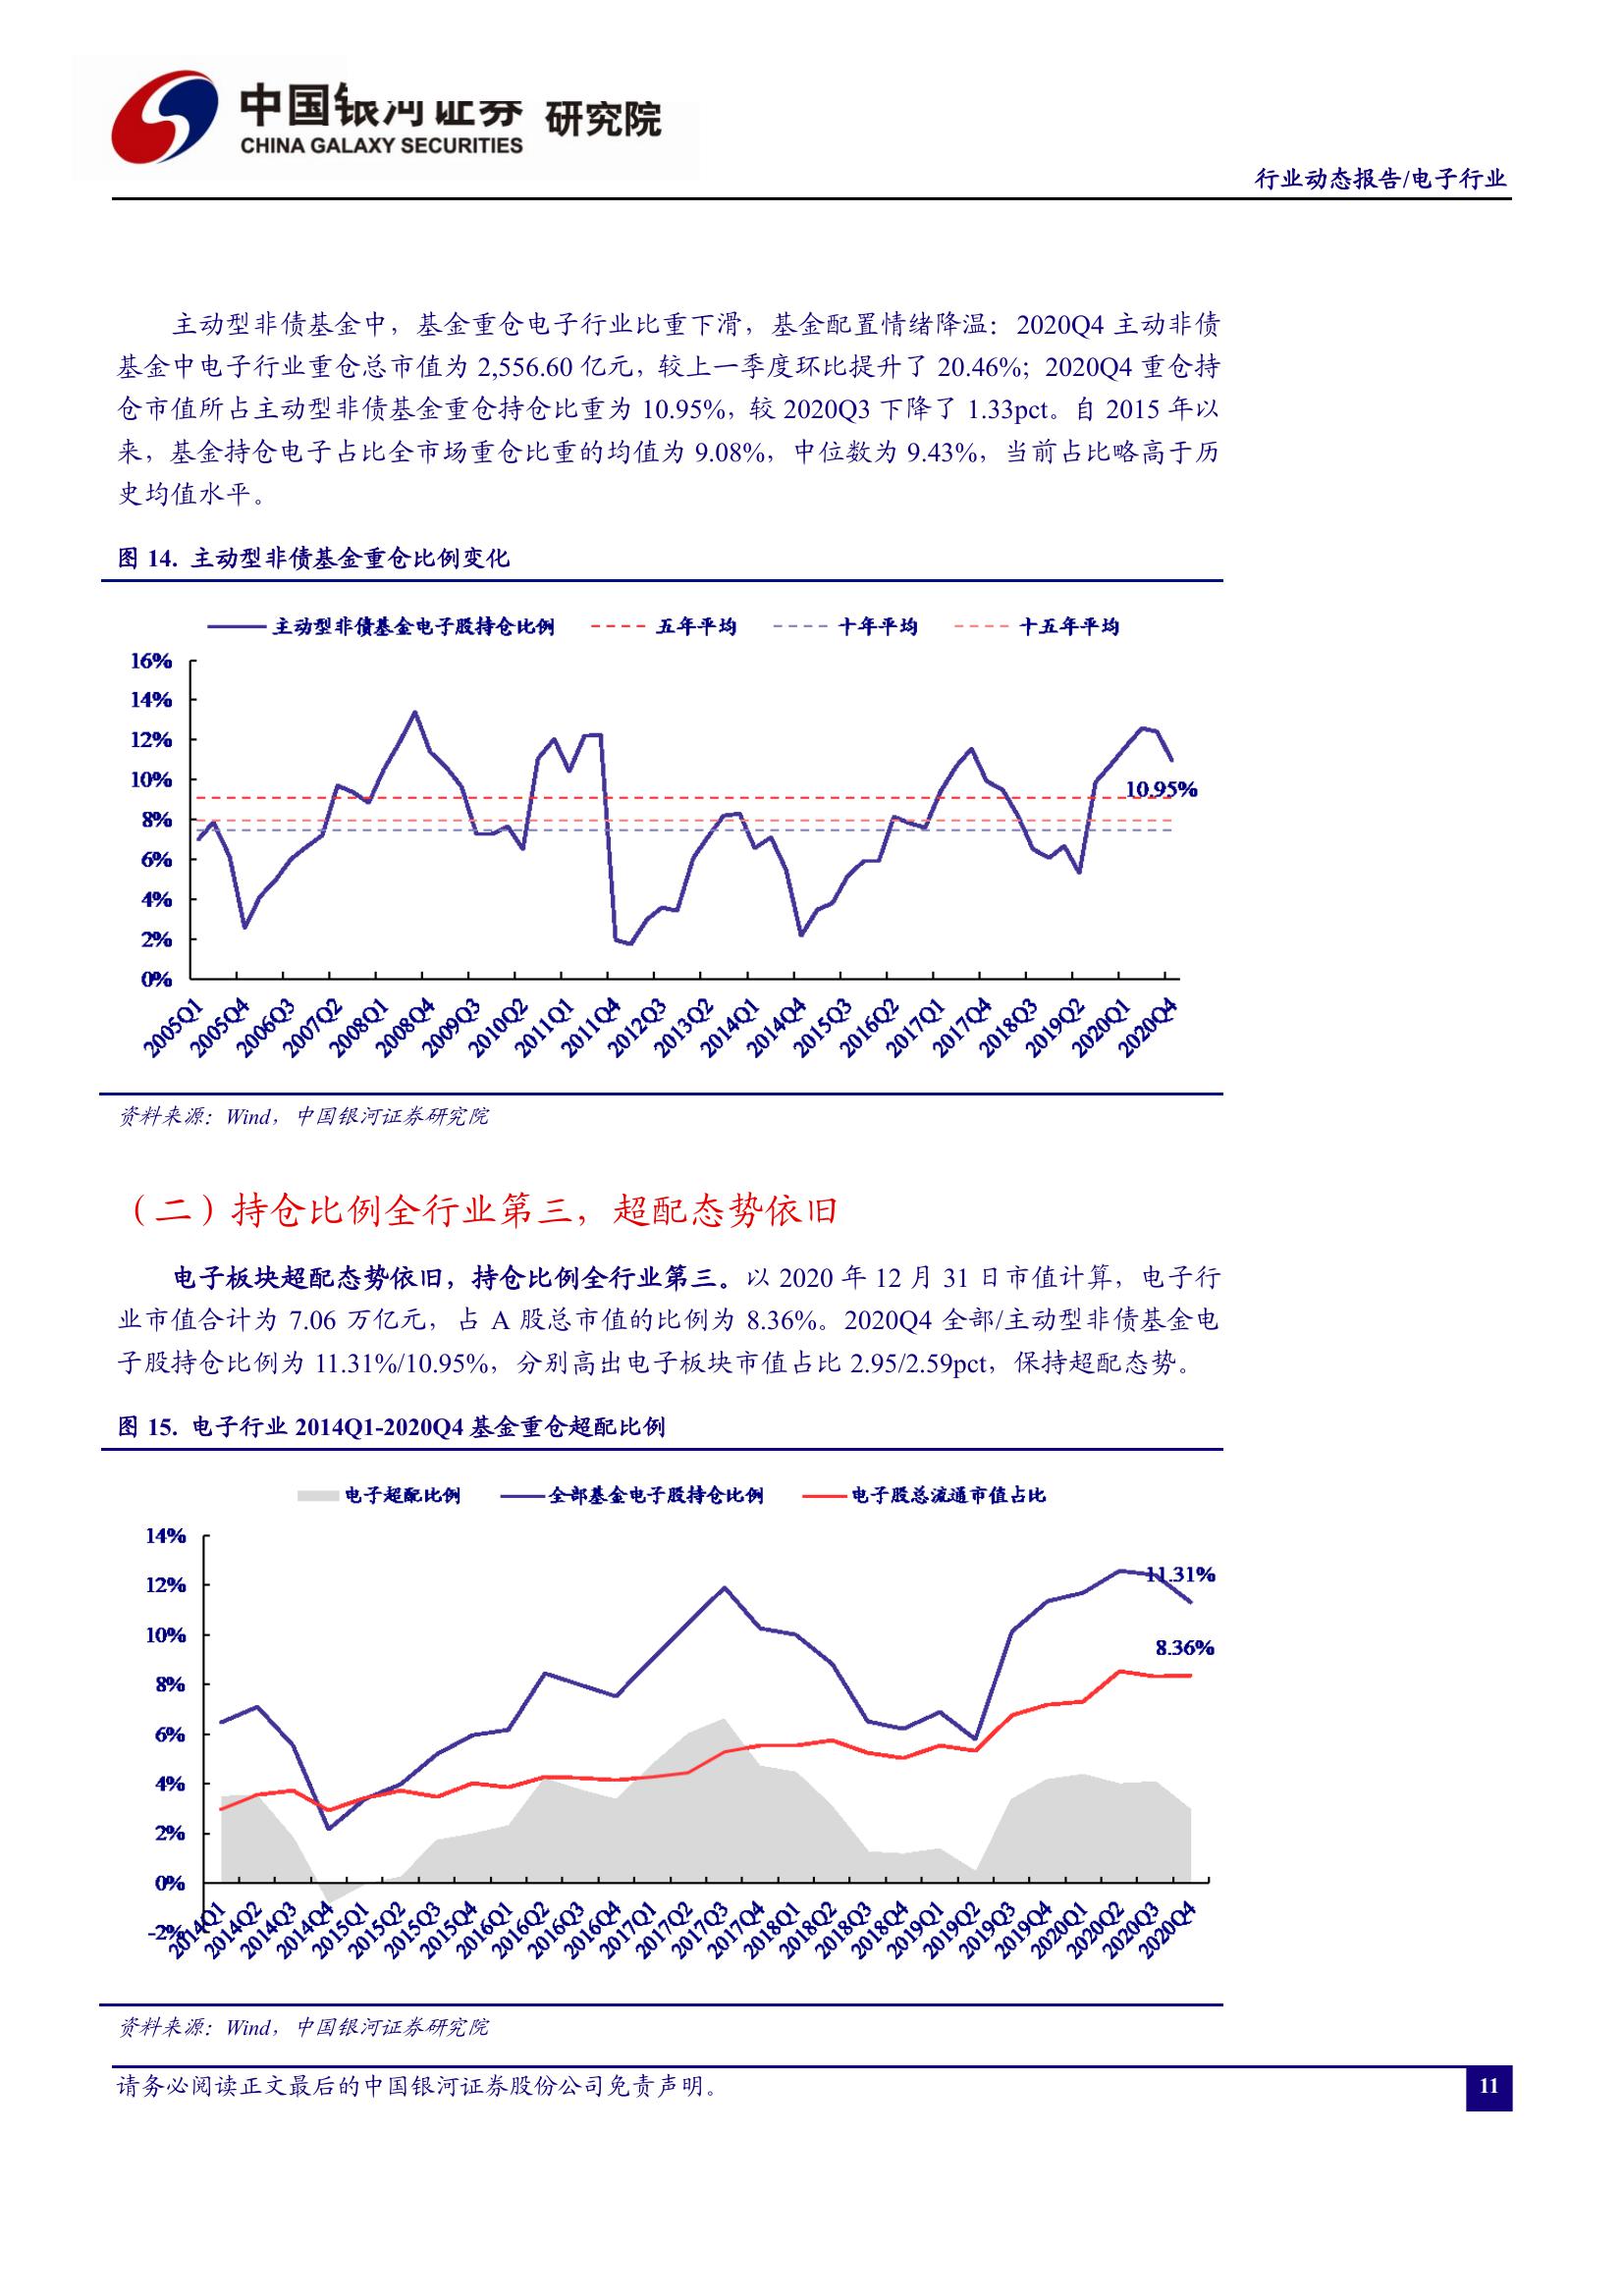 中国银河证券 研究院
CHINA GALAXY SECURITIES
行业动态报告/电子行业
主动型非债基金中，基金重仓电子行业比重下滑，基金配置情绪降温：2020Q4 主动非债
基金中电子行业重仓总市值为 2,556.60 亿元，较上一季度环比提升了 20.46%；2020Q4 重仓持
仓市值所占主动型非债基金重仓持仓比重为 10.95%，较 2020Q3 下降了 1.33pct。自 2015 年以
来，基金持仓电子占比全市场重仓比重的均值为 9.08%，中位数为 9.43%，当前占比略高于历
史均值水平。
图 14. 主动型非债基金重仓比例变化
主动型非债基金电子股持仓比例 五年平均 十年平均 十五年平均
16%
14%
12%
10%
8%
6%
4%
2%
0%
10.95%
2005Q1 2005Q4 2006Q3 2007Q2 2008Q1 2008Q4 2009Q3 2010Q2 2011Q1 2011Q4 2012Q3 2013Q2 2014Q1 2014Q4 2015Q3 2016Q2 2017Q1 2017Q4 2018Q3 2019Q2 2020Q1 2020Q4
资料来源：Wind，中国银河证券研究院
（二）持仓比例全行业第三，超配态势依旧
电子板块超配态势依旧，持仓比例全行业第三。以 2020 年 12 月 31 日市值计算，电子行
业市值合计为 7.06 万亿元，占 A 股总市值的比例为 8.36%。2020Q4 全部/主动型非债基金电
子股持仓比例为 11.31%/10.95%，分别高出电子板块市值占比 2.95/2.59pct，保持超配态势。
图 15. 电子行业 2014Q1-2020Q4 基金重仓超配比例
电子超配比例 全部基金电子股持仓比例 电子股总流通市值占比
14%
12%
10%
8%
6%
4%
2%
0%
-2%
11.31%
8.36%
2014Q1 2014Q2 2014Q3 2014Q4 2015Q1 2015Q2 2015Q3 2015Q4 2016Q1 2016Q2 2016Q3 2016Q4 2017Q1 2017Q2 2017Q3 2017Q4 2018Q1 2018Q2 2018Q3 2018Q4 2019Q1 2019Q2 2019Q3 2019Q4 2020Q1 2020Q2 2020Q3 2020Q4
资料来源：Wind，中国银河证券研究院
请务必阅读正文最后的中国银河证券股份公司免责声明。
11